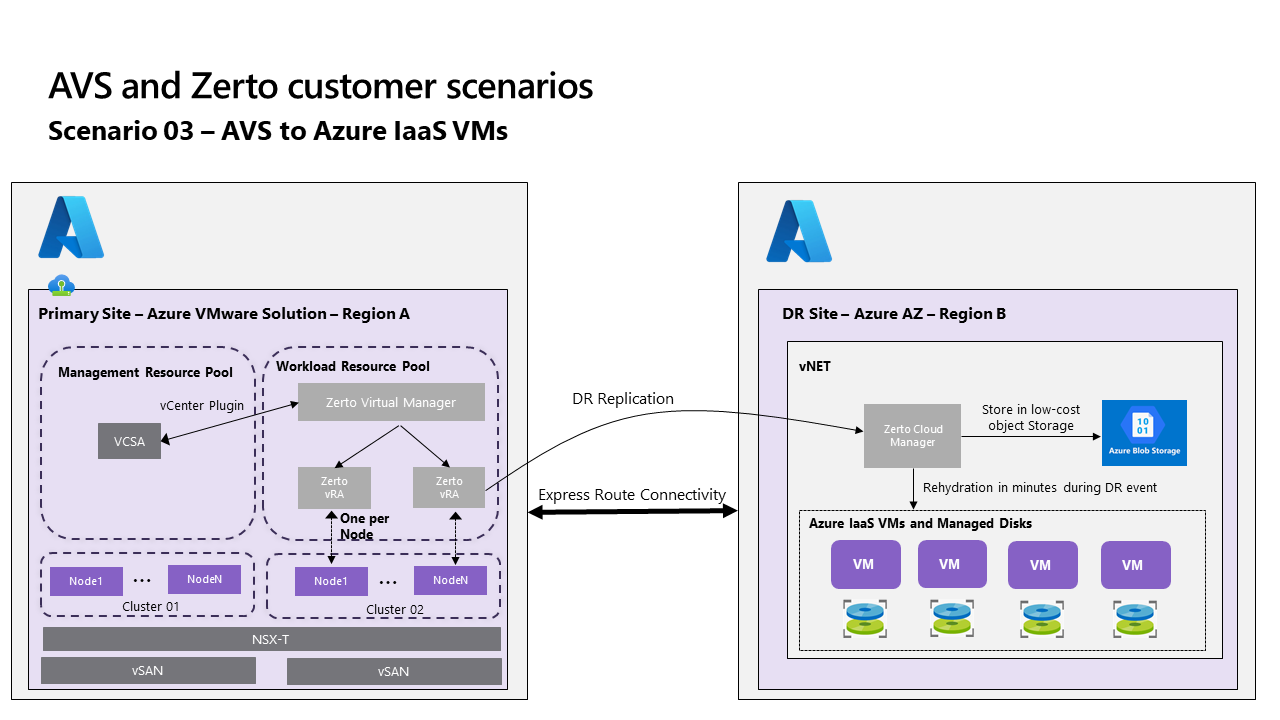 AVS and Zerto customer scenarios
Scenario 03 – AVS to Azure IaaS VMs
Primary Site – Azure VMware Solution – Region A
Management Resource Pool
vCenter Plugin
VCSA
Workload Resource Pool
Zerto Virtual Manager
Zerto
vRA
Zerto
vRA
One per
Node
Node1
...
NodeN
Cluster 01
Node1
...
NodeN
Cluster 02
NSX-T
vSAN
vSAN
DR Replication
Express Route Connectivity
DR Site – Azure AZ – Region B
vNET
Zerto Cloud
Manager
Store in low-cost
object Storage
10
01
Azure Blob Storage
Rehydration in minutes during DR event
Azure IaaS VMs and Managed Disks
VM
VM
VM
VM